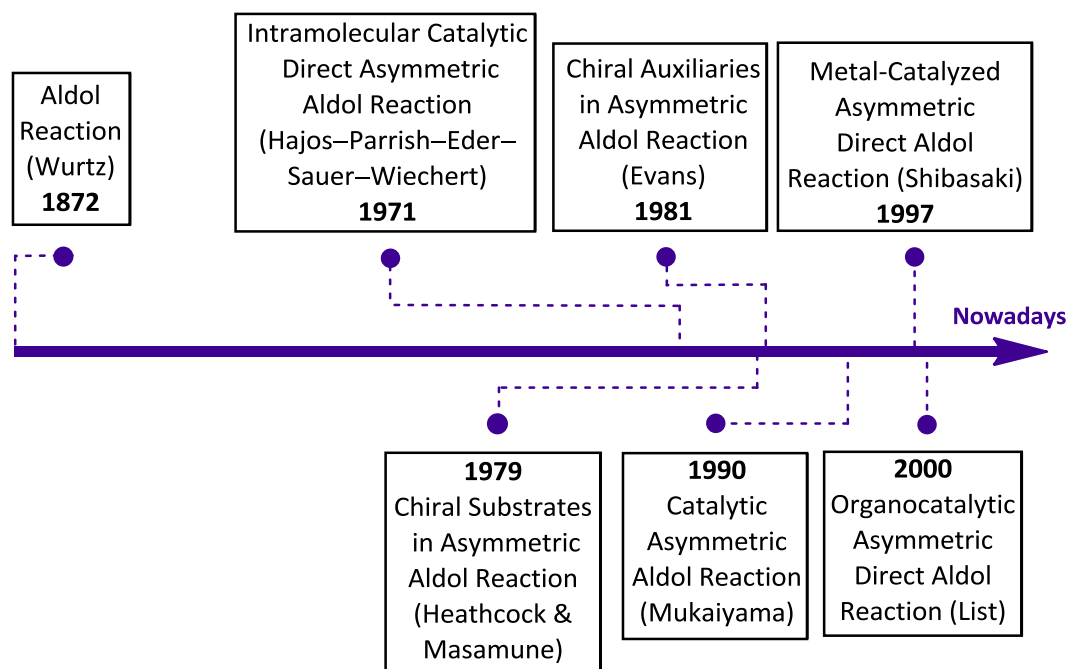 Aldol
Reaction
(Wurtz)
1872
Intramolecular Catalytic
Direct Asymmetric
Aldol Reaction
(Hajos–Parrish–Eder–
Sauer–Wiechert)
1971
Chiral Auxiliaries
in Asymmetric
Aldol Reaction
(Evans)
1981
Metal-Catalyzed
Asymmetric
Direct Aldol
Reaction (Shibasaki)
1997
Nowadays
1979
Chiral Substrates
in Asymmetric
Aldol Reaction
(Heathcock &
Masamune
1990
Catalytic
Asymmetric
Aldol Reaction
(Mukaiyama)
2000
Organocatalytic
Asymmetric
Direct Aldol
Reaction (List)